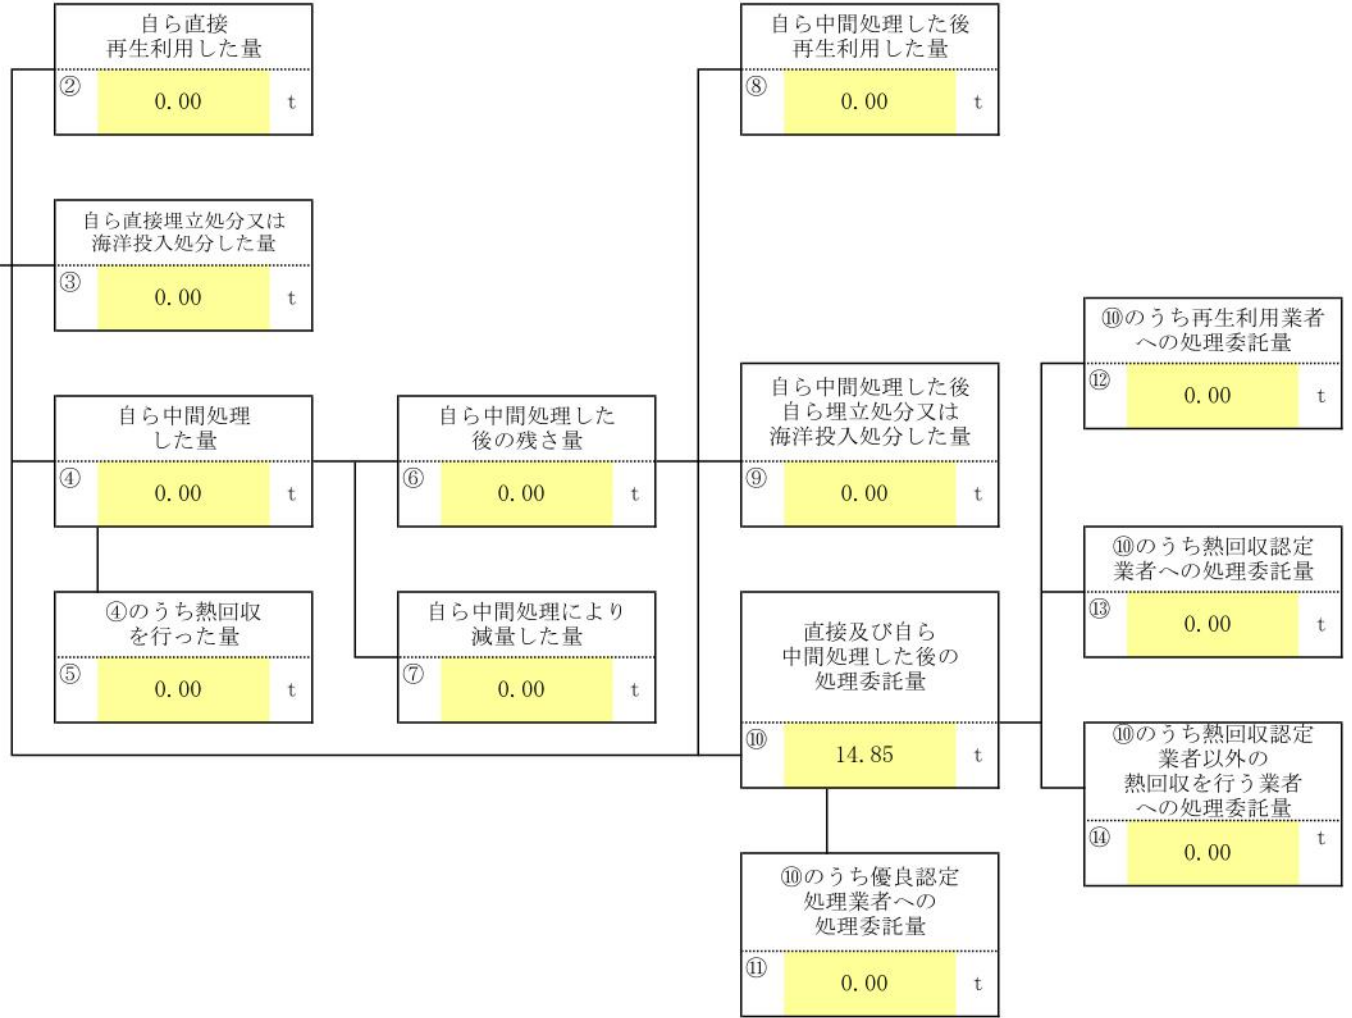 自ら直接
再生利用した量
②
0.00
t
自ら直接埋立処分又は
海洋投入処分した量
③
0.00
t
自ら中間処理
した量
④
0.00
t
④のうち熱回収
を行った量
⑤
0.00
t
自ら中間処理した
後の残さ量
⑥
0.00
t
自ら中間処理により
減量した量
⑦
0.00
t
自ら中間処理した後
再生利用した量
⑧
0.00
t
自ら中間処理した後
自ら埋立処分又は
海洋投入処分した量
⑨
0.00
t
直接及び自ら
中間処理した後の
処理委託量
⑩
14.85
t
⑩のうち優良認定
処理業者への
処理委託量
⑪
0.00
t
⑩のうち再生利用業者
への処理委託量
⑫
0.00
t
⑩のうち熱回収認定
業者への処理委託量
⑬
0.00
t
⑩のうち熱回収認定
業者以外の
熱回収を行う業者
への処理委託量
⑭
0.00
t